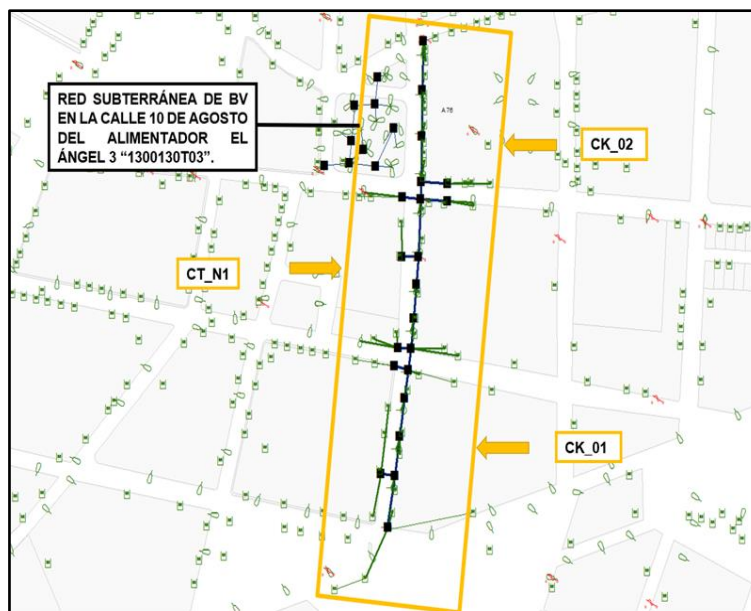 RED SUBTERRÁNEA DE BV
EN LA CALLE 10 DE AGOSTO
DEL ALIMENTADOR EL
ÁNGEL 3 “1300130T03”.
A 78
CK_02
CT_N1
CK_01